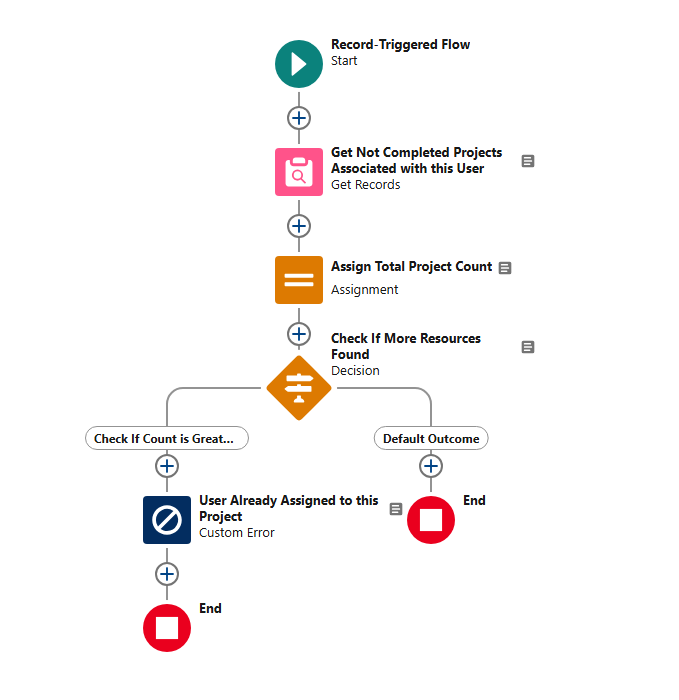 Record-Triggered Flow
Start
Get Not Completed Projects
Associated with this User
Get Records
Assign Total Project Count
Assignment
Check If More Resources
Found
Decision
Check If Count is Great...
Default Outcome
User Already Assigned to this
Project
Custom Error
End
End